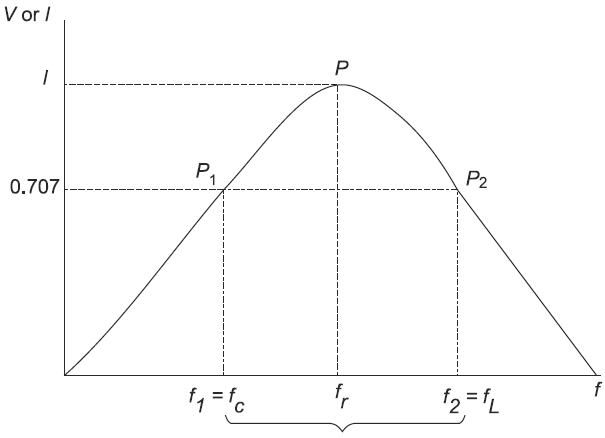 V or I
I
P
P1
0.707
P2
f1 = fc
fr
f2 = fL
f